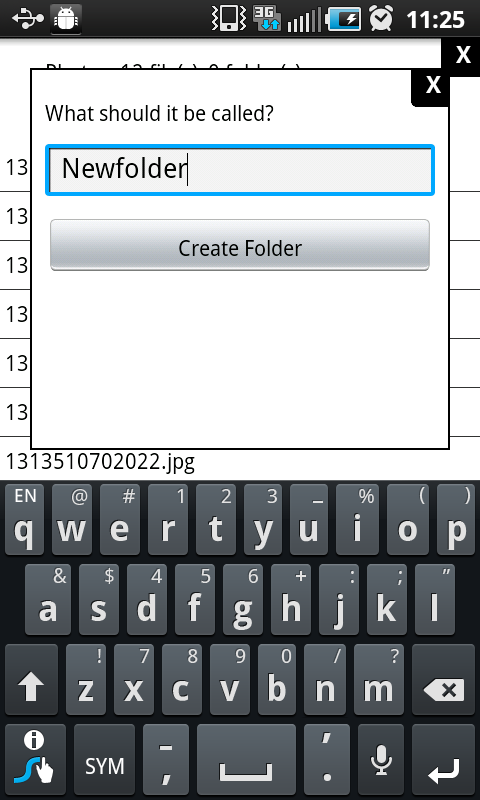 3G 11:25
X
X
What should it be called?
13
Newfolder
13
Create Folder
13
13
13
13
1313510702022.jpg
EN @ # 1 2 3 _ % ( )
q w e r t y u i o p
& $ 4 5 6 + : ; "
a s d f g h j k l
! 7 8 9 0 / ?
z x c v b n m
SYM - , ' .